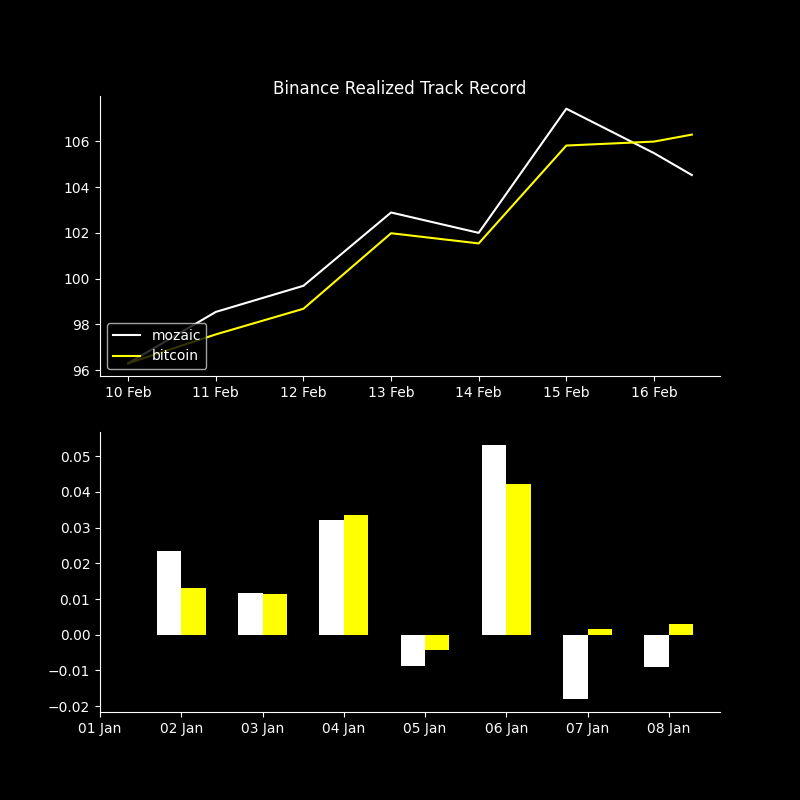 Binance Realized Track Record
106
104
102
100
98
96
mozaic
bitcoin
10 Feb 11 Feb 12 Feb 13 Feb 14 Feb 15 Feb 16 Feb
0.05
0.04
0.03
0.02
0.01
0.00
−0.01
−0.02
01 Jan 02 Jan 03 Jan 04 Jan 05 Jan 06 Jan 07 Jan 08 Jan